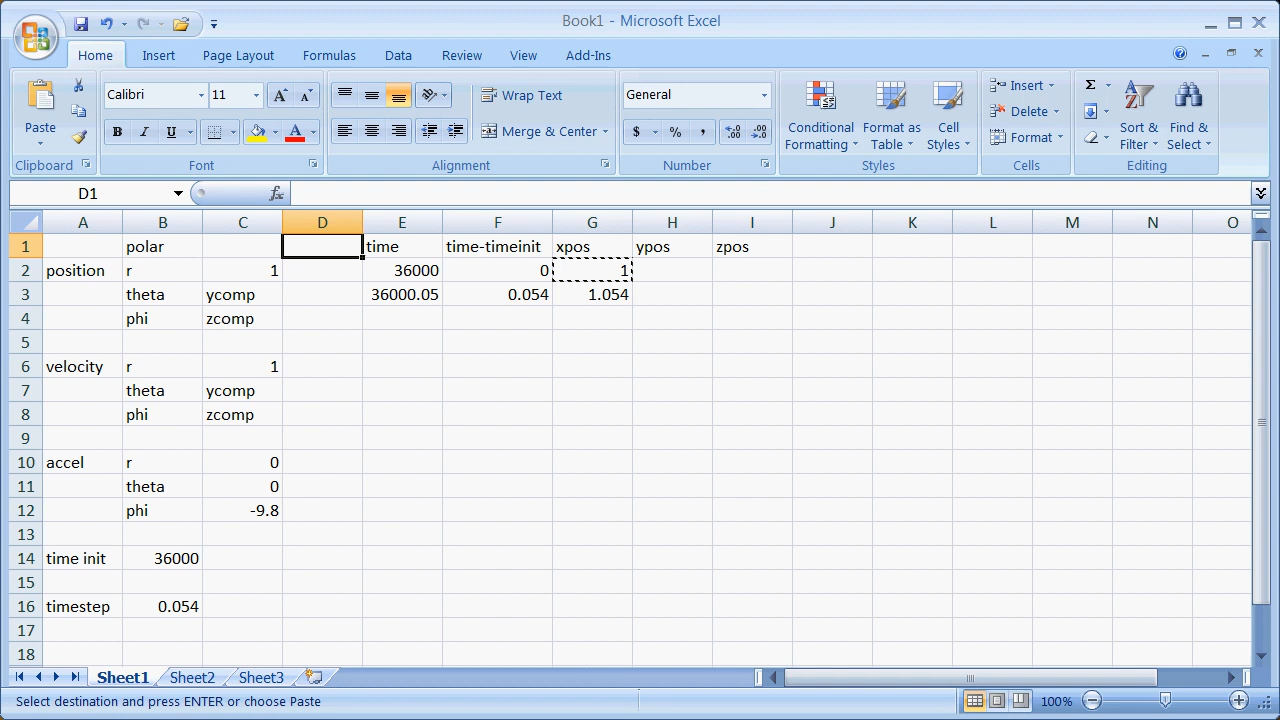 Book1 - Microsoft Excel
Home Insert Page Layout Formulas Data Review View Add-Ins
Paste
Clipboard
Calibri 11
B I U
A A A
Font
Wrap Text
Merge & Center
Alignment
General
$ % , .0 .00 .00 .0
Number
Conditional Formatting
Format as Table
Cell Styles
Styles
Insert
Delete
Format
Cells
Σ
Sort & Filter
Find & Select
Editing
D1 fx
A B C D E F G H I J K L M N O
1 polar time time-timeinit xpos ypos zpos
2 position r 1 36000 0 1
3 theta ycomp 36000.05 0.054 1.054
4 phi zcomp
5
6 velocity r 1
7 theta ycomp
8 phi zcomp
9
10 accel r 0
11 theta 0
12 phi -9.8
13
14 time init 36000
15
16 timestep 0.054
17
18
Sheet1 Sheet2 Sheet3
Select destination and press ENTER or choose Paste 100%